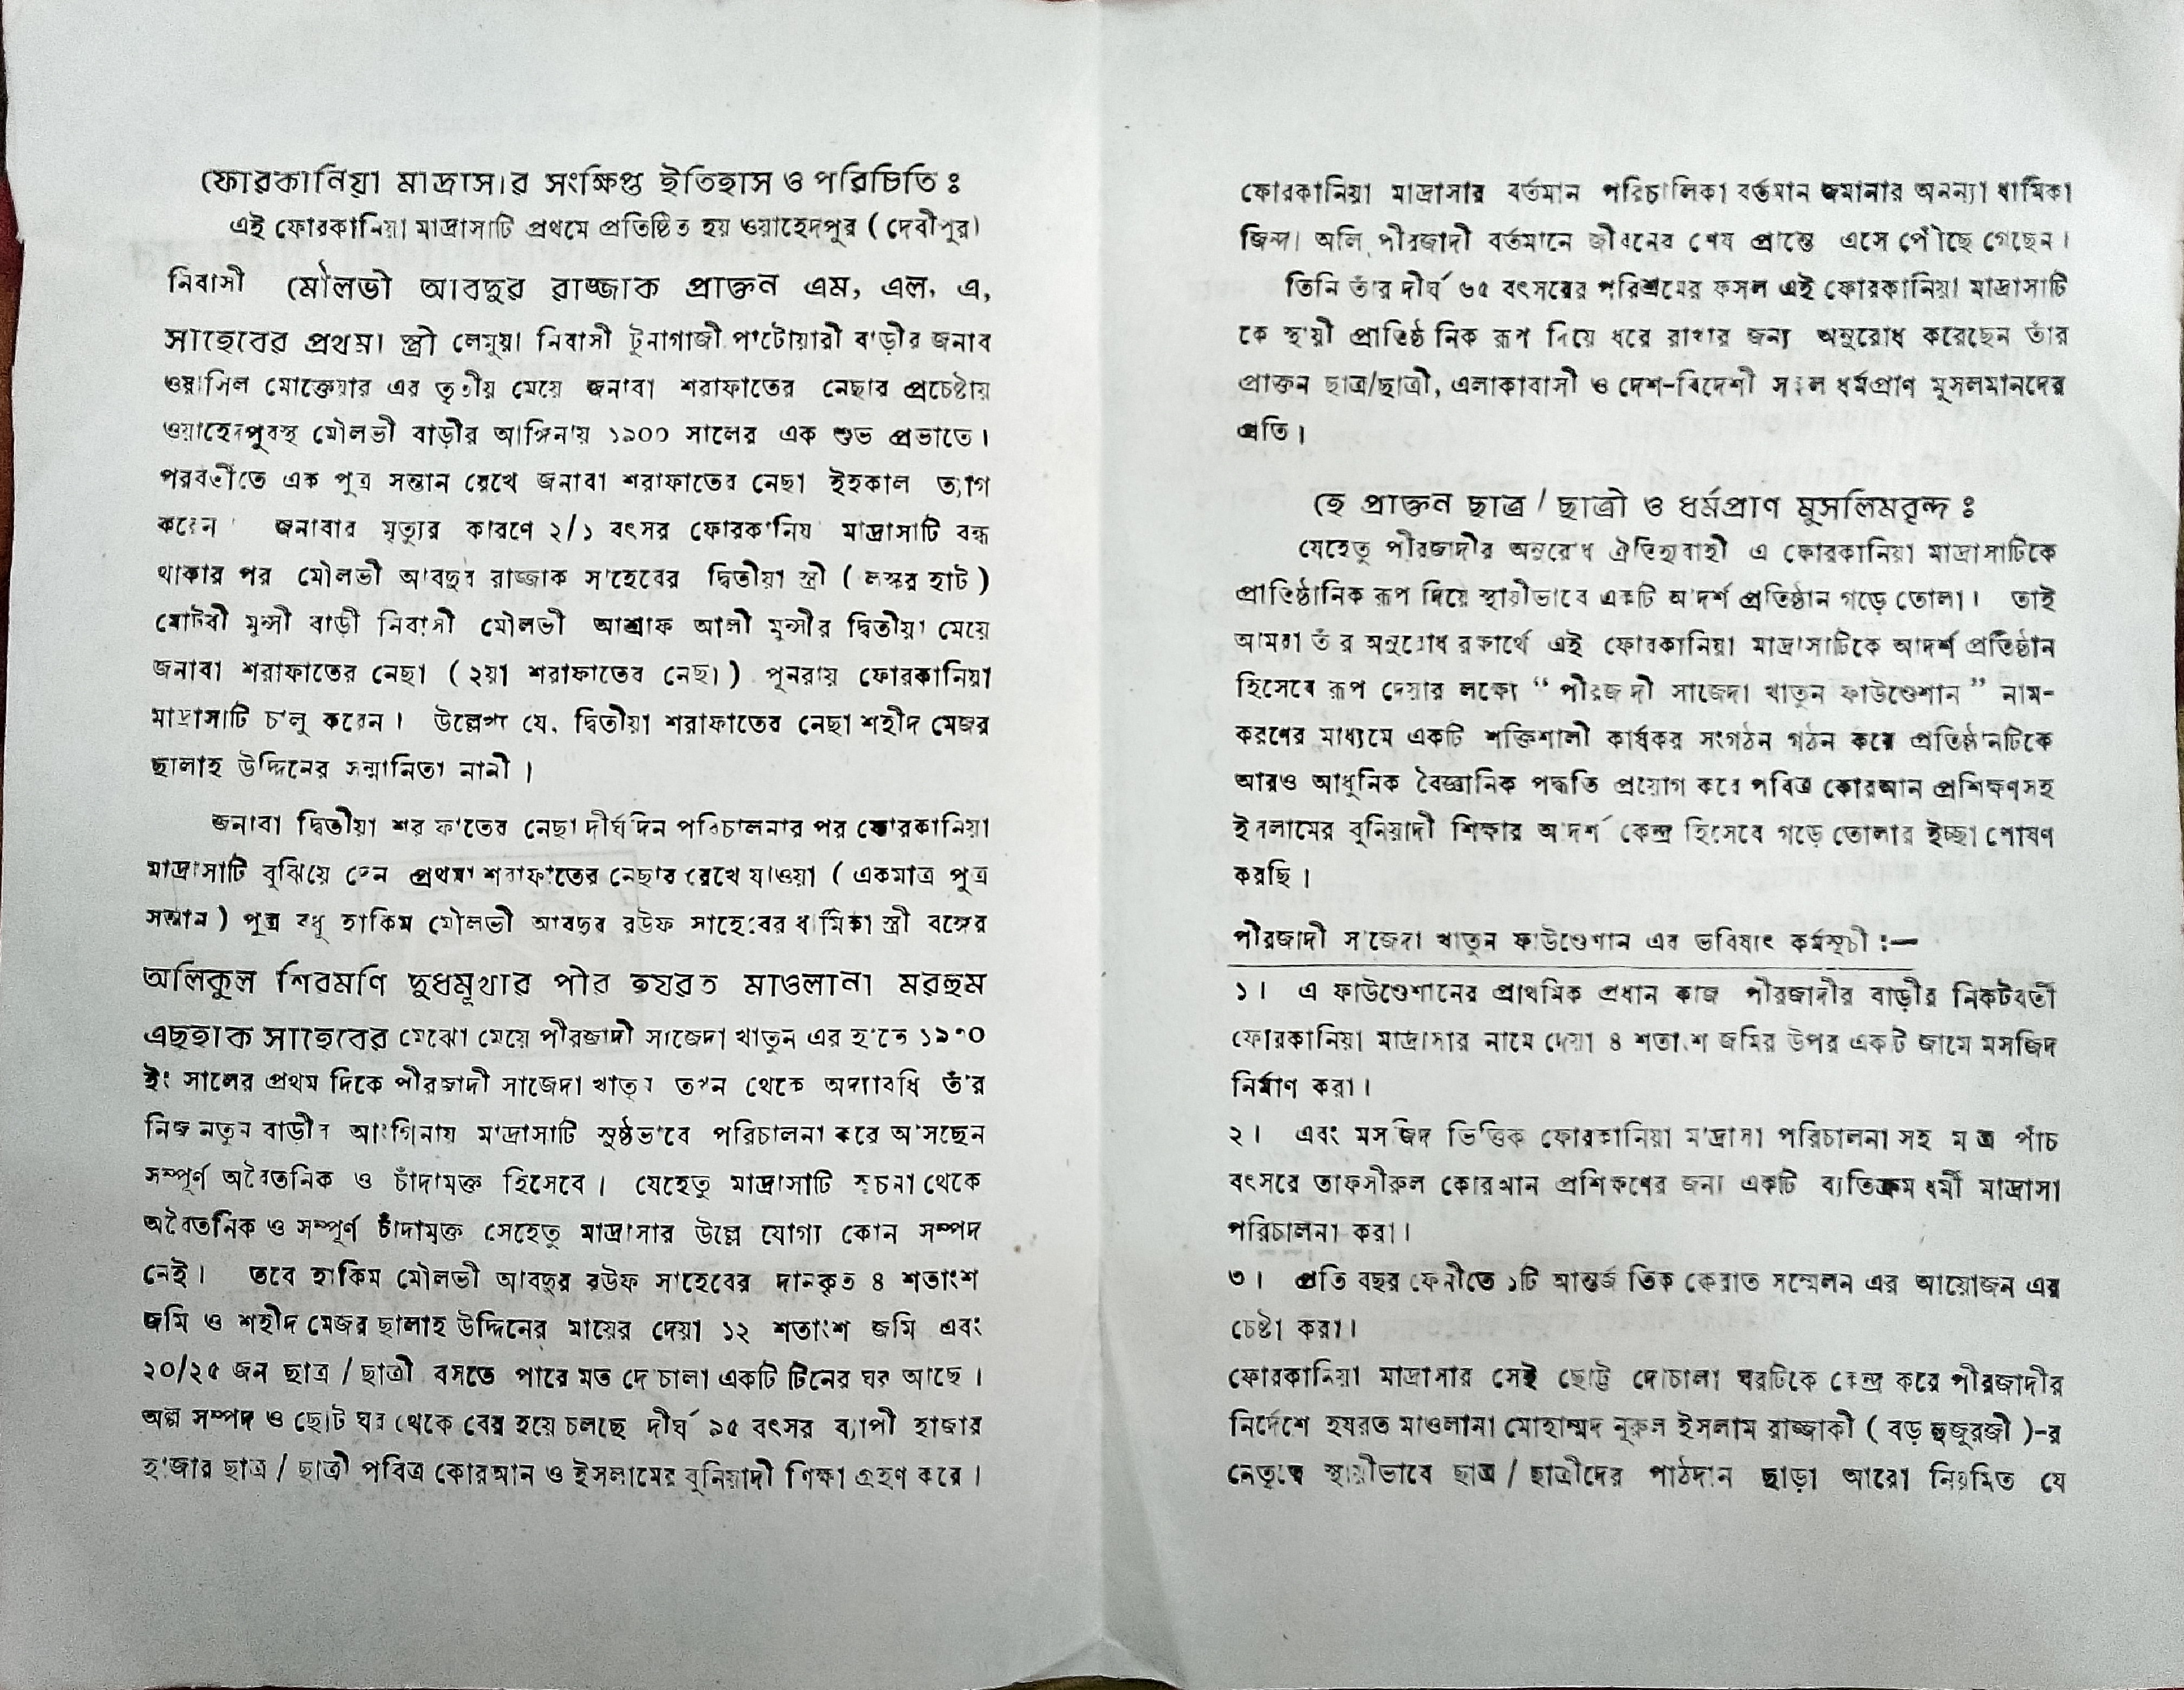 ফোরকানিয়া মাদ্রাসার সংক্ষিপ্ত ইতিহাস ও পরিচিতি ঃ
এই ফোরকানিয়া মাদ্রাসাটি প্রথমে প্রতিষ্ঠিত হয় ওয়াহেদপুর ( দেবীপুর )
নিবাসী মৌলভী আবদুর রাজ্জাক প্রাক্তন এম, এল, এ,
সাহেবের প্রথমা স্ত্রী লেমুয়া নিবাসী টুনাগাজী পাটোয়ারী বাড়ীর জনাব
ওয়াসিল মোক্তেয়ার এর তৃতীয় মেয়ে জনাবা শরাফাতের নেছার প্রচেষ্টায়
ওয়াহেদপুরস্থ মৌলভী বাড়ীর আঙ্গিনায় ১৯০০ সালের এক শুভ প্রভাতে।
পরবর্তীতে এক পুত্র সন্তান রেখে জনাবা শরাফাতের নেছা ইহকাল ত্যাগ
করেন। জনাবার মৃত্যুর কারণে ২/১ বৎসর ফোরকানিয়া মাদ্রাসাটি বন্ধ
থাকার পর মৌলভী আবদুর রাজ্জাক সাহেবের দ্বিতীয়া স্ত্রী ( লস্কর হাট )
মোটবী মুন্সী বাড়ী নিবাসী মৌলভী আশ্রাফ আলী মুন্সীর দ্বিতীয়া মেয়ে
জনাবা শরাফাতের নেছা ( ২য়া শরাফাতের নেছা ) পূনরায় ফোরকানিয়া
মাদ্রাসাটি চালু করেন। উল্লেখ্য যে, দ্বিতীয়া শরাফাতের নেছা শহীদ মেজর
ছালাহ উদ্দিনের সম্মানিতা নানী।
জনাবা দ্বিতীয়া শরাফাতের নেছা দীর্ঘদিন পরিচালনার পর ফোরকানিয়া
মাদ্রাসাটি বুঝিয়ে দেন প্রথমা শরাফাতের নেছার রেখে যাওয়া ( একমাত্র পুত্র
সন্তান ) পুত্র বধূ হাকিম মৌলভী আবদুর রউফ সাহেবের ধার্মিকা স্ত্রী বঙ্গের
অলিকুল শিরমণি দুধমূখার পীর হযরত মাওলানা মরহুম
এছহাক সাহেবের মেঝো মেয়ে পীরজাদী সাজেদা খাতুন এর হাতে
ইং সালের প্রথম দিকে পীরজাদী সাজেদা খাতুন তখন থেকে অদ্যাবধি তাঁর
নিজ নতুন বাড়ীর আংগিনায় মাদ্রাসাটি সুষ্ঠভাবে পরিচালনা করে আসছেন
সম্পূর্ণ অবৈতনিক ও চাঁদামুক্ত হিসেবে। যেহেতু মাদ্রাসাটি সূচনা থেকে
অবৈতনিক ও সম্পূর্ণ চাঁদামুক্ত সেহেতু মাদ্রাসার উল্লে যোগ্য কোন সম্পদ
নেই। তবে হাকিম মৌলভী আবদুর রউফ সাহেবের দানকৃত ৪ শতাংশ
জমি ও শহীদ মেজর ছালাহ উদ্দিনের মায়ের দেয়া ১২ শতাংশ জমি এবং
২০/২৫ জন ছাত্র / ছাত্রী বসতে পারে মত দোচালা একটি টিনের ঘর আছে।
অল্প সম্পদ ও ছোট ঘর থেকে বের হয়ে চলছে দীর্ঘ ৯৫ বৎসর ব্যাপী হাজার
হাজার ছাত্র / ছাত্রী পবিত্র কোরআন ও ইসলামের বুনিয়াদী শিক্ষা গ্রহণ করে।
ফোরকানিয়া মাদ্রাসার বর্তমান পরিচালিকা বর্তমান জমানার অনন্যা ধার্মিকা
জিন্দা অলি পীরজাদী বর্তমানে জীবনের শেষ প্রান্তে এসে পৌঁছে গেছেন।
তিনি তাঁর দীর্ঘ ৬৫ বৎসরের পরিশ্রমের ফসল এই ফোরকানিয়া মাদ্রাসাটি
কে স্থায়ী প্রাতিষ্ঠানিক রূপ দিয়ে ধরে রাখার জন্য অনুরোধ করেছেন তাঁর
প্রাক্তন ছাত্র/ছাত্রী, এলাকাবাসী ও দেশ-বিদেশী সকল ধর্মপ্রাণ মুসলমানদের
প্রতি।
হে প্রাক্তন ছাত্র / ছাত্রী ও ধর্মপ্রাণ মুসলিমবৃন্দ ঃ
যেহেতু পীরজাদীর অনুরোধ ঐতিহ্যবাহী এ ফোরকানিয়া মাদ্রাসাটিকে
প্রাতিষ্ঠানিক রূপ দিয়ে স্থায়ীভাবে একটি আদর্শ প্রতিষ্ঠান গড়ে তোলা। তাই
আমরা তাঁর অনুরোধ রক্ষার্থে এই ফোরকানিয়া মাদ্রাসাটিকে আদর্শ প্রতিষ্ঠান
হিসেবে রূপ দেয়ার লক্ষ্যে “ পীরজাদী সাজেদা খাতুন ফাউণ্ডেশান ” নাম-
করণের মাধ্যমে একটি শক্তিশালী কার্যকর সংগঠন গঠন করে প্রতিষ্ঠানটিকে
আরও আধুনিক বৈজ্ঞানিক পদ্ধতি প্রয়োগ করে পবিত্র কোরআন প্রশিক্ষণসহ
ইসলামের বুনিয়াদী শিক্ষার আদর্শ কেন্দ্র হিসেবে গড়ে তোলার ইচ্ছা পোষণ
করছি।
পীরজাদী সাজেদা খাতুন ফাউণ্ডেশান এর ভবিষ্যৎ কর্মসূচী :—
১। এ ফাউণ্ডেশানের প্রাথমিক প্রধান কাজ পীরজাদীর বাড়ীর নিকটবর্তী
ফোরকানিয়া মাদ্রাসার নামে দেয়া ৪ শতাংশ জমির উপর একটি জামে মসজিদ
নির্মাণ করা।
২। এবং মসজিদ ভিত্তিক ফোরকানিয়া মাদ্রাসা পরিচালনা সহ মাত্র পাঁচ
বৎসরে তাফসীরুল কোরআন প্রশিক্ষণের জন্য একটি ব্যতিক্রম ধর্মী মাদ্রাসা
পরিচালনা করা।
৩। প্রতি বছর ফেনীতে ১টি আন্তর্জাতিক কেরাত সম্মেলন এর আয়োজন এর
চেষ্টা করা।
ফোরকানিয়া মাদ্রাসার সেই ছোট্ট দোচালা ঘরটিকে কেন্দ্র করে পীরজাদীর
নির্দেশে হযরত মাওলানা মোহাম্মদ নূরুল ইসলাম রাজ্জাকী ( বড় হুজুরজী )-র
নেতৃত্বে স্থায়ীভাবে ছাত্র / ছাত্রীদের পাঠদান ছাড়া আরো নিয়মিত যে